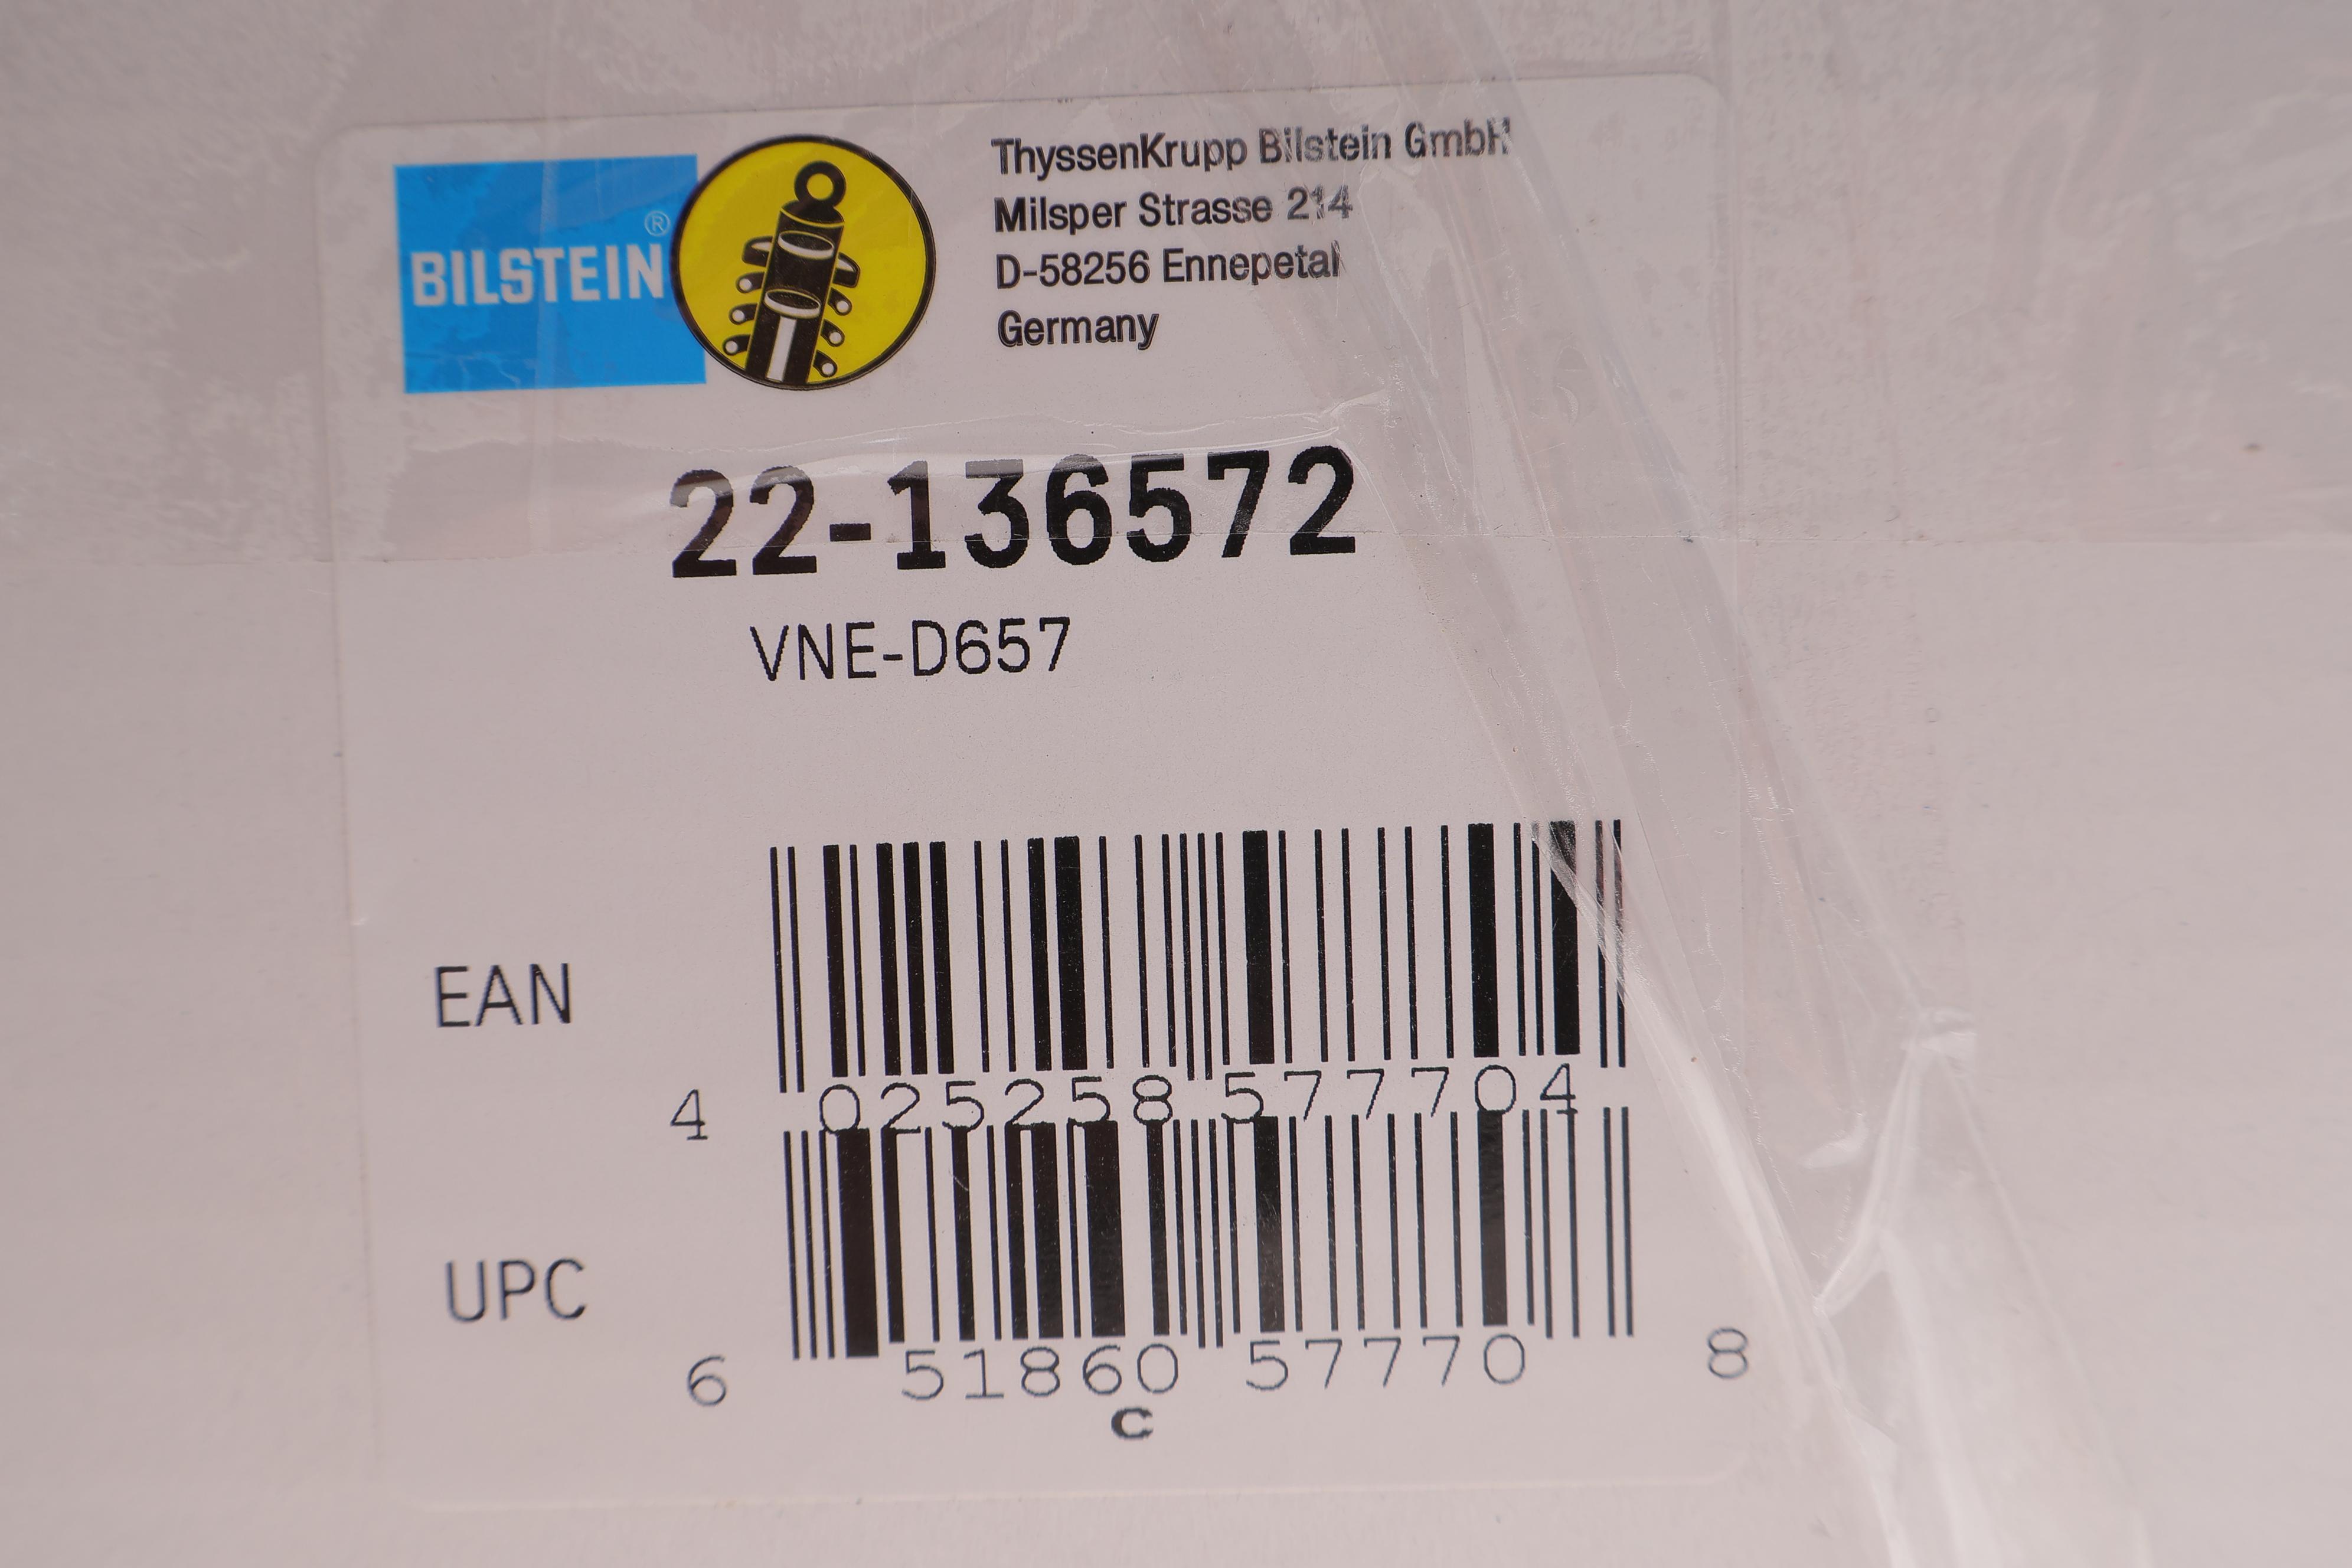 BILSTEIN®
ThyssenKrupp Bilstein GmbH
Milsper Strasse 214
D-58256 Ennepetal
Germany
22-136572
VNE-D657
EAN
4 025258 577704
UPC
6 51860 57770 8
C